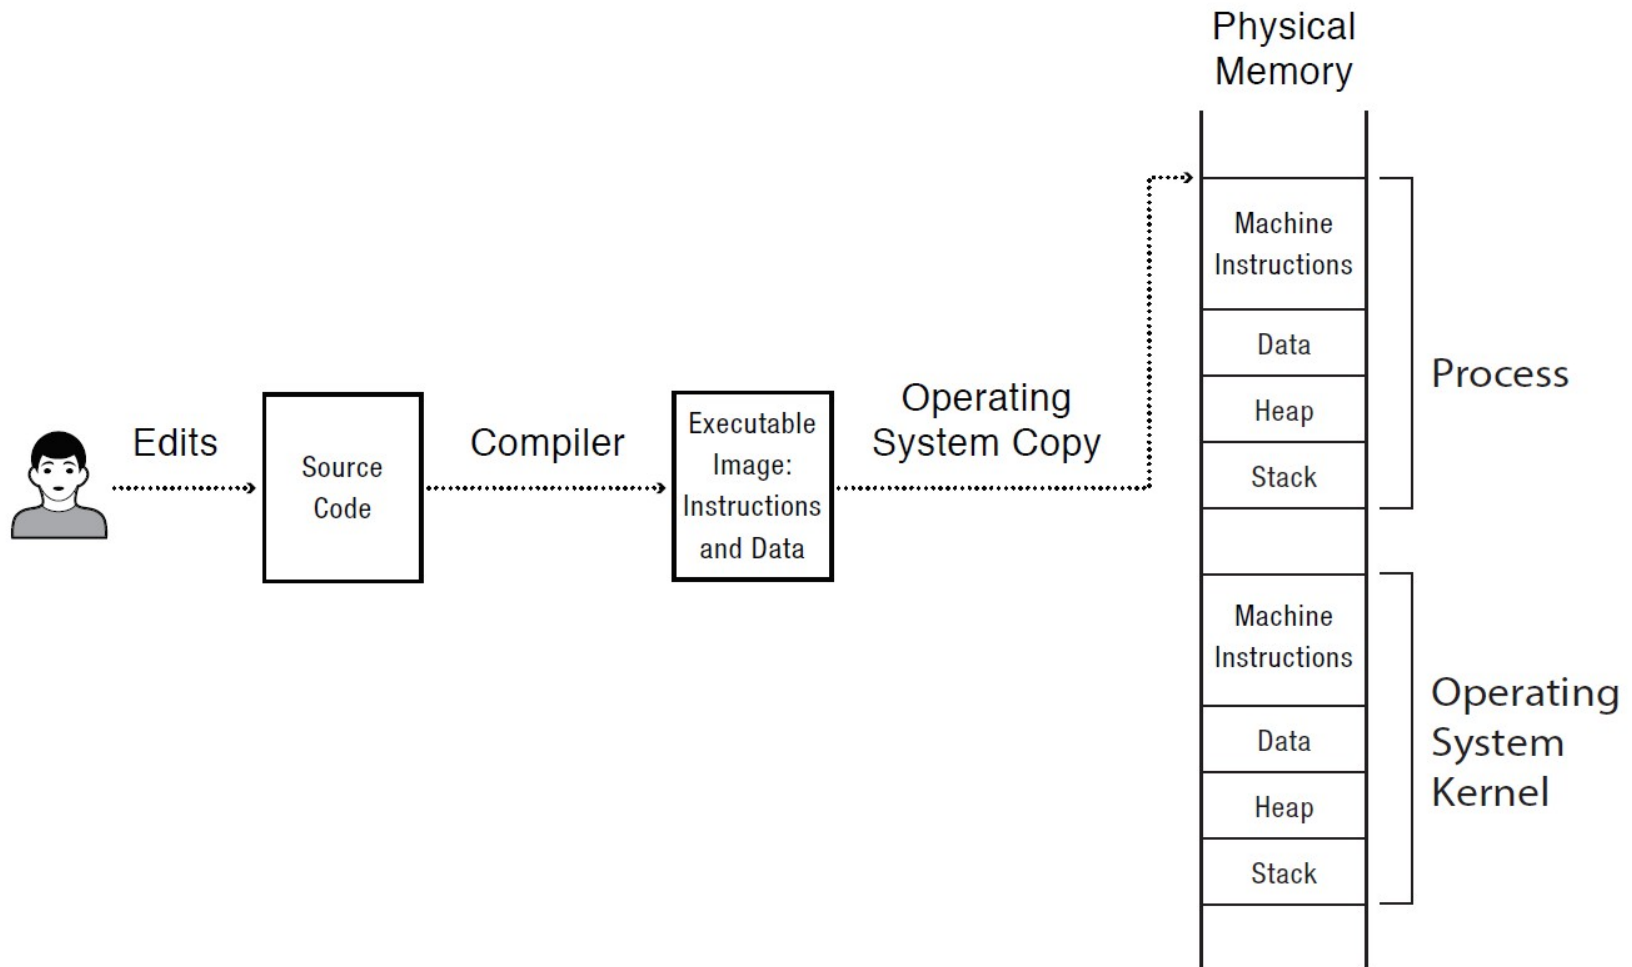 Physical
Memory
Machine
Instructions
Data
Heap
Stack
Process
Edits
Source
Code
Compiler
Executable
Image:
Instructions
and Data
Operating
System Copy
Machine
Instructions
Data
Heap
Stack
Operating
System
Kernel